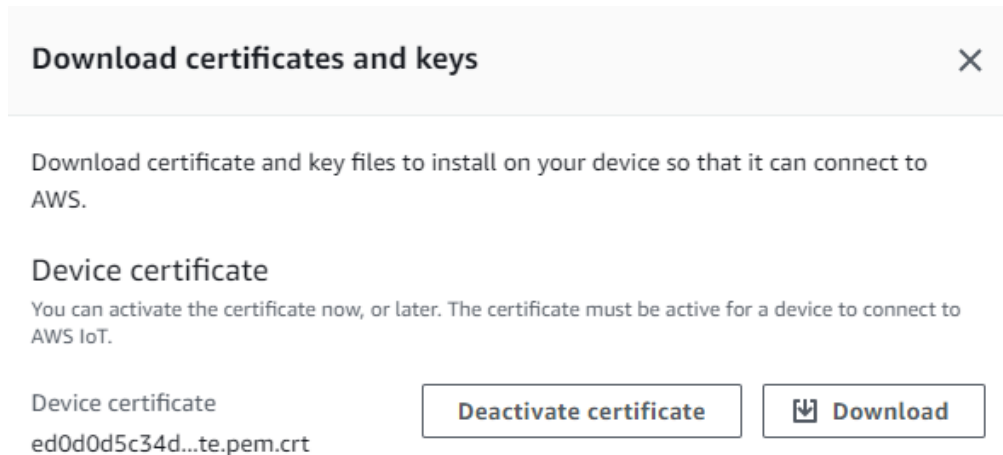 Download certificates and keys
Download certificate and key files to install on your device so that it can connect to
AWS.
Device certificate
You can activate the certificate now, or later. The certificate must be active for a device to connect to
AWS IoT.
Device certificate
ed0d0d5c34d...te.pem.crt
Deactivate certificate
Download